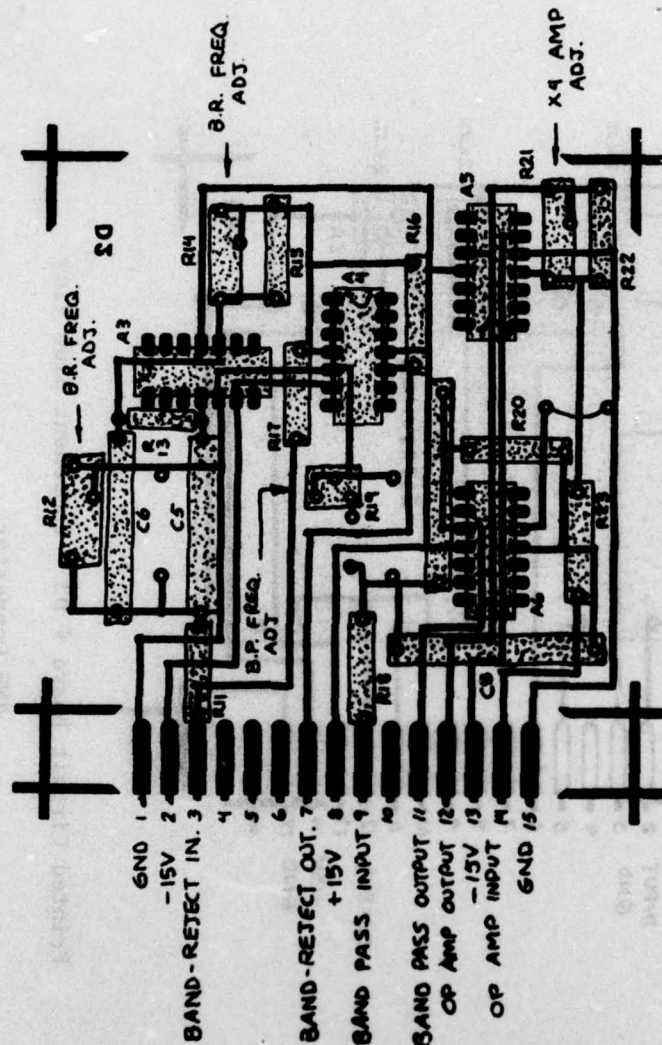 D2
B.R. FREQ.
ADJ.
B.R. FREQ.
ADJ.
X4 AMP
ADJ.
R12
C6
C5
R
13
A3
R14
R15
A4
R16
A5
R21
R22
R17
R19
R20
R23
A6
R11
B.P. FREQ.
ADJ
R18
C8
GND 1
-15V 2
BAND-REJECT IN. 3
4
5
6
BAND-REJECT OUT. 7
+15V 8
BAND PASS INPUT 9
10
BAND PASS OUTPUT 11
OP AMP OUTPUT 12
-15V 13
OP AMP INPUT 14
GND 15